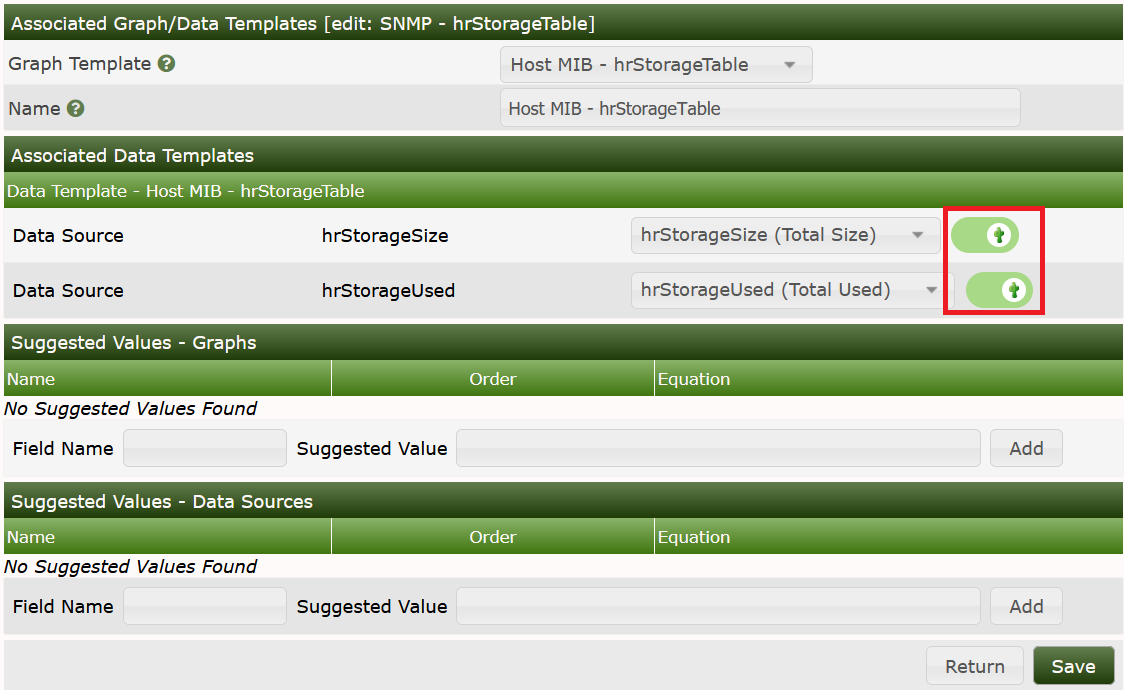 Associated Graph/Data Templates [edit: SNMP - hrStorageTable]
Graph Template ? Host MIB - hrStorageTable
Name ? Host MIB - hrStorageTable
Associated Data Templates
Data Template - Host MIB - hrStorageTable
Data Source hrStorageSize hrStorageSize (Total Size)
Data Source hrStorageUsed hrStorageUsed (Total Used)
Suggested Values - Graphs
Name Order Equation
No Suggested Values Found
Field Name Suggested Value Add
Suggested Values - Data Sources
Name Order Equation
No Suggested Values Found
Field Name Suggested Value Add
Return Save